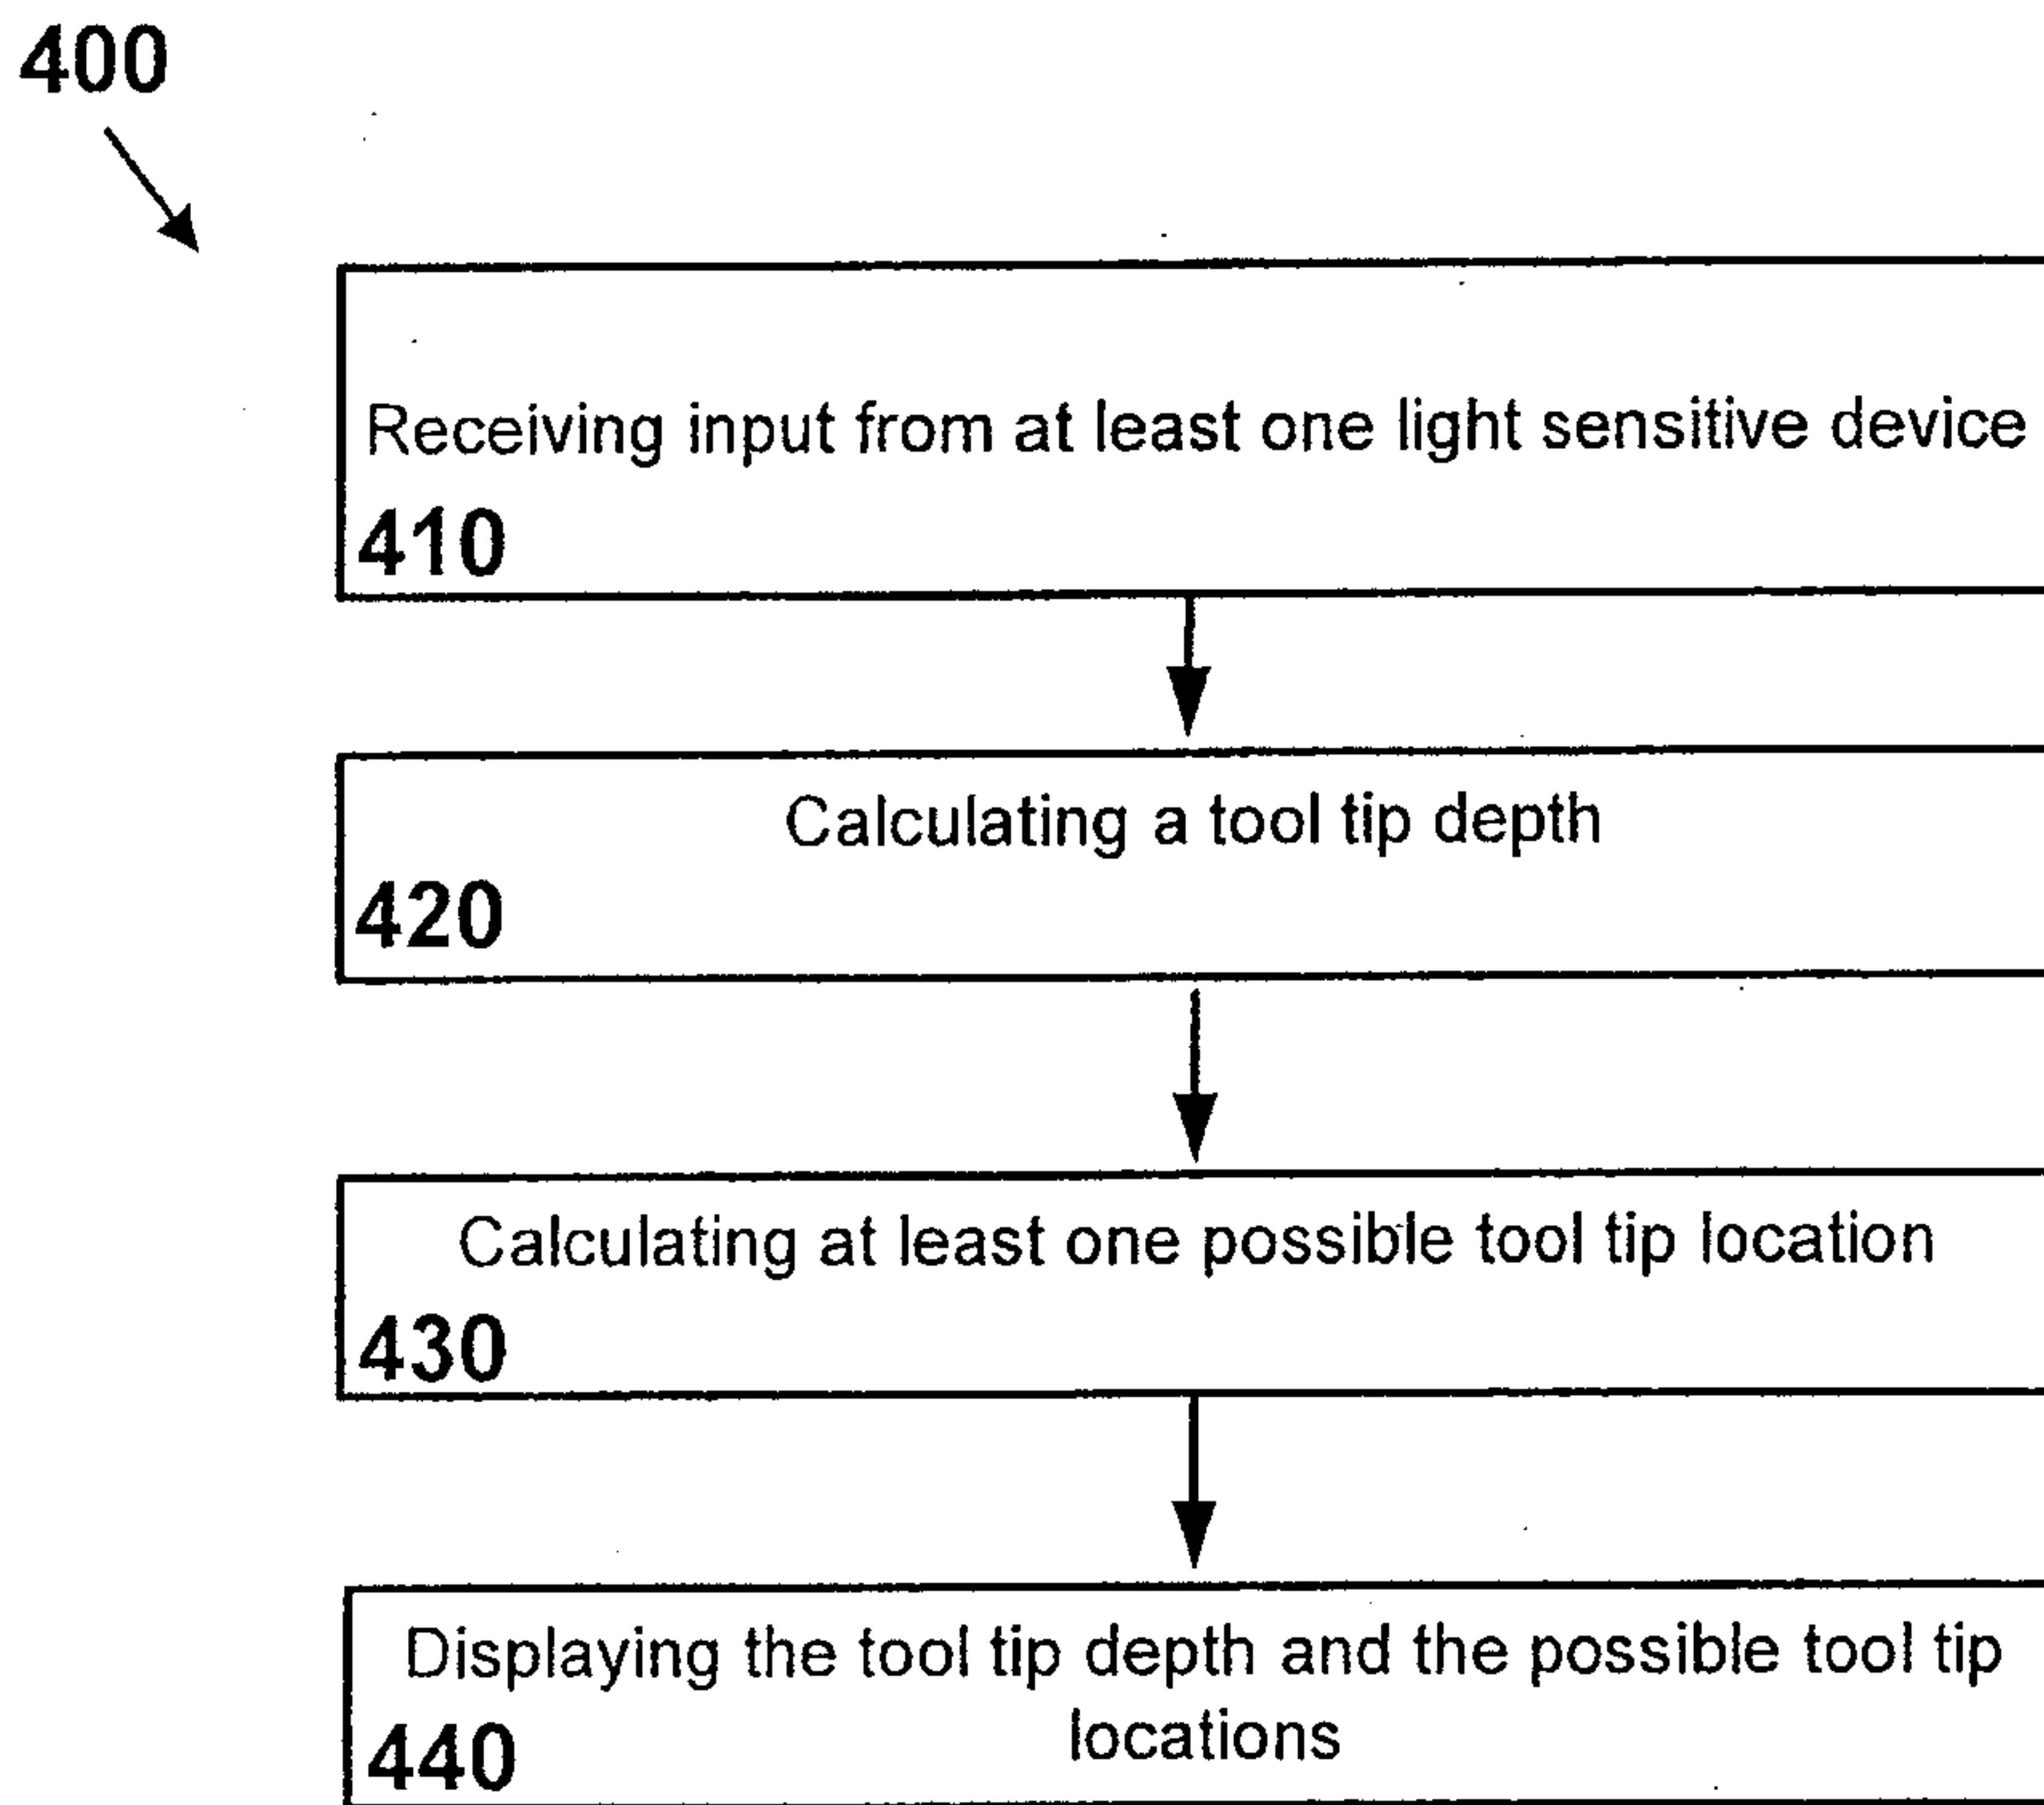 400
Receiving input from at least one light sensitive device
410
Calculating a tool tip depth
420
Calculating at least one possible tool tip location
430
Displaying the tool tip depth and the possible tool tip
locations
440